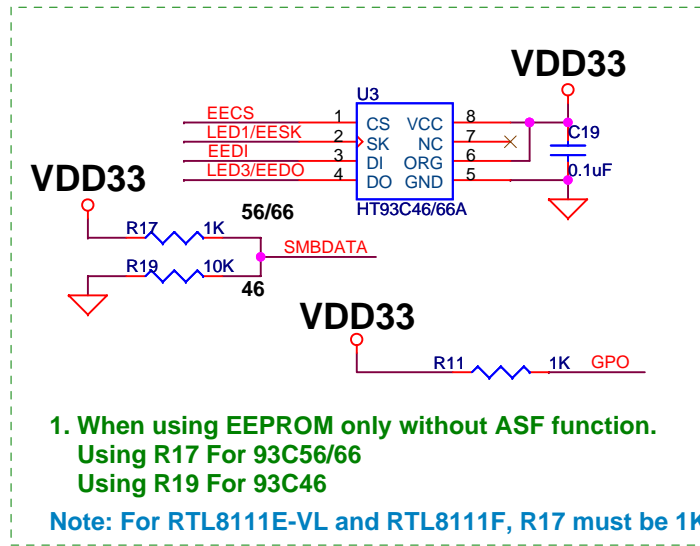 VDD33
U3
EECS 1 CS VCC 8
LED1/EESK 2 SK NC 7
EEDI 3 DI ORG 6
LED3/EEDO 4 DO GND 5
C19
0.1uF
HT93C46/66A
VDD33
56/66
R17 1K
SMBDATA
R19 10K
46
VDD33
R11 1K GPO
1. When using EEPROM only without ASF function.
Using R17 For 93C56/66
Using R19 For 93C46
Note: For RTL8111E-VL and RTL8111F, R17 must be 1K